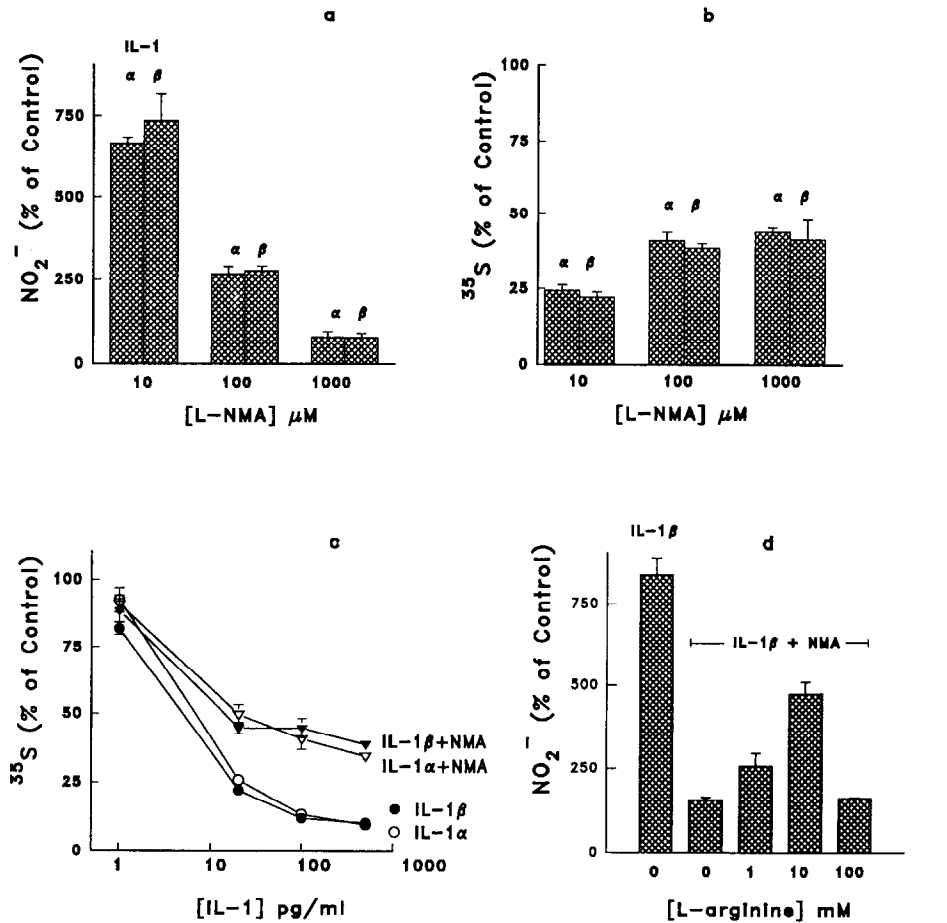 a
IL-1
α β
NO2− (% of Control)
750
500
250
0
α β
α β
10 100 1000
[L-NMA] μM
b
35S (% of Control)
100
75
50
25
0
α β
α β
α β
10 100 1000
[L-NMA] μM
c
35S (% of Control)
100
75
50
25
0
IL-1β+NMA
IL-1α+NMA
IL-1β
IL-1α
1 10 100 1000
[IL-1] pg/ml
d
IL-1β
NO2− (% of Control)
750
500
250
0
IL-1β + NMA
0 0 1 10 100
[L-arginine] mM